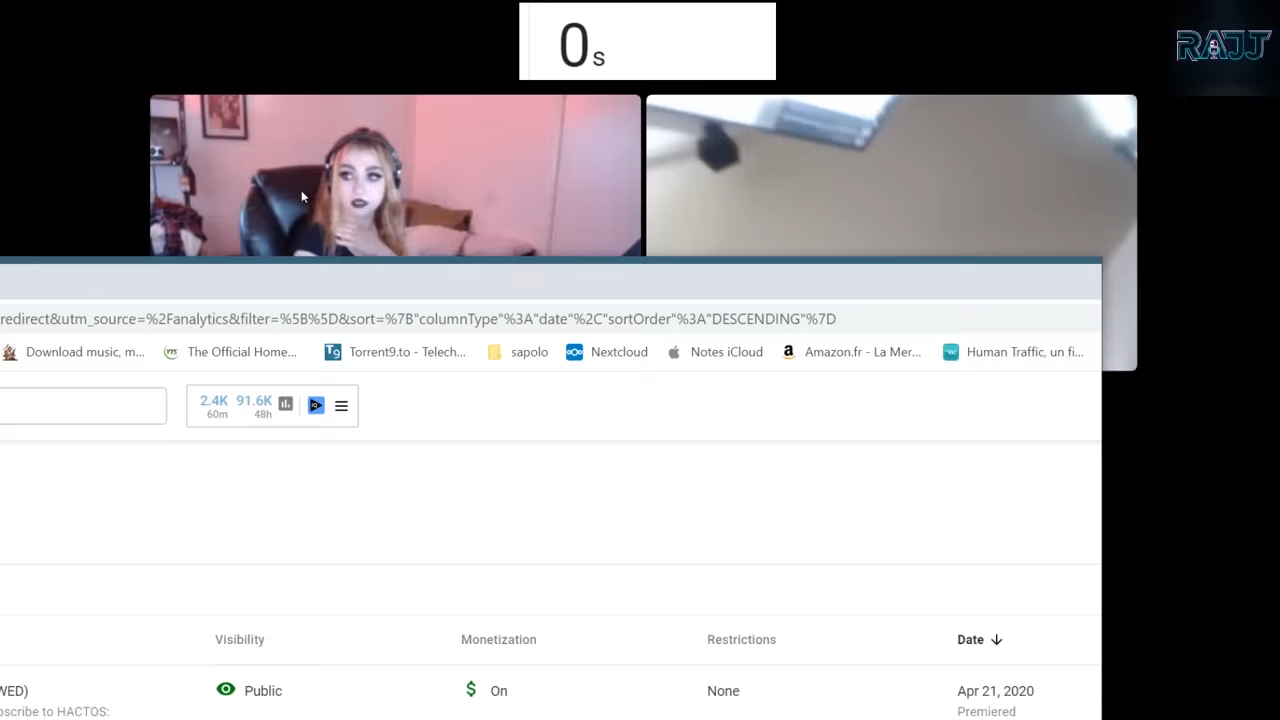 0s
RAJJ
redirect&utm_source=%2Fanalytics&filter=%5B%5D&sort=%7B"columnType"%3A"date"%2C"sortOrder"%3A"DESCENDING"%7D
Download music, m... The Official Home... T9 Torrent9.to - Telech... sapolo Nextcloud Notes iCloud a Amazon.fr - La Mer... Human Traffic, un fi...
2.4K 91.6K
60m 48h
Visibility Monetization Restrictions Date
WED) Public $ On None Apr 21, 2020
bscribe to HACTOS: Premiered